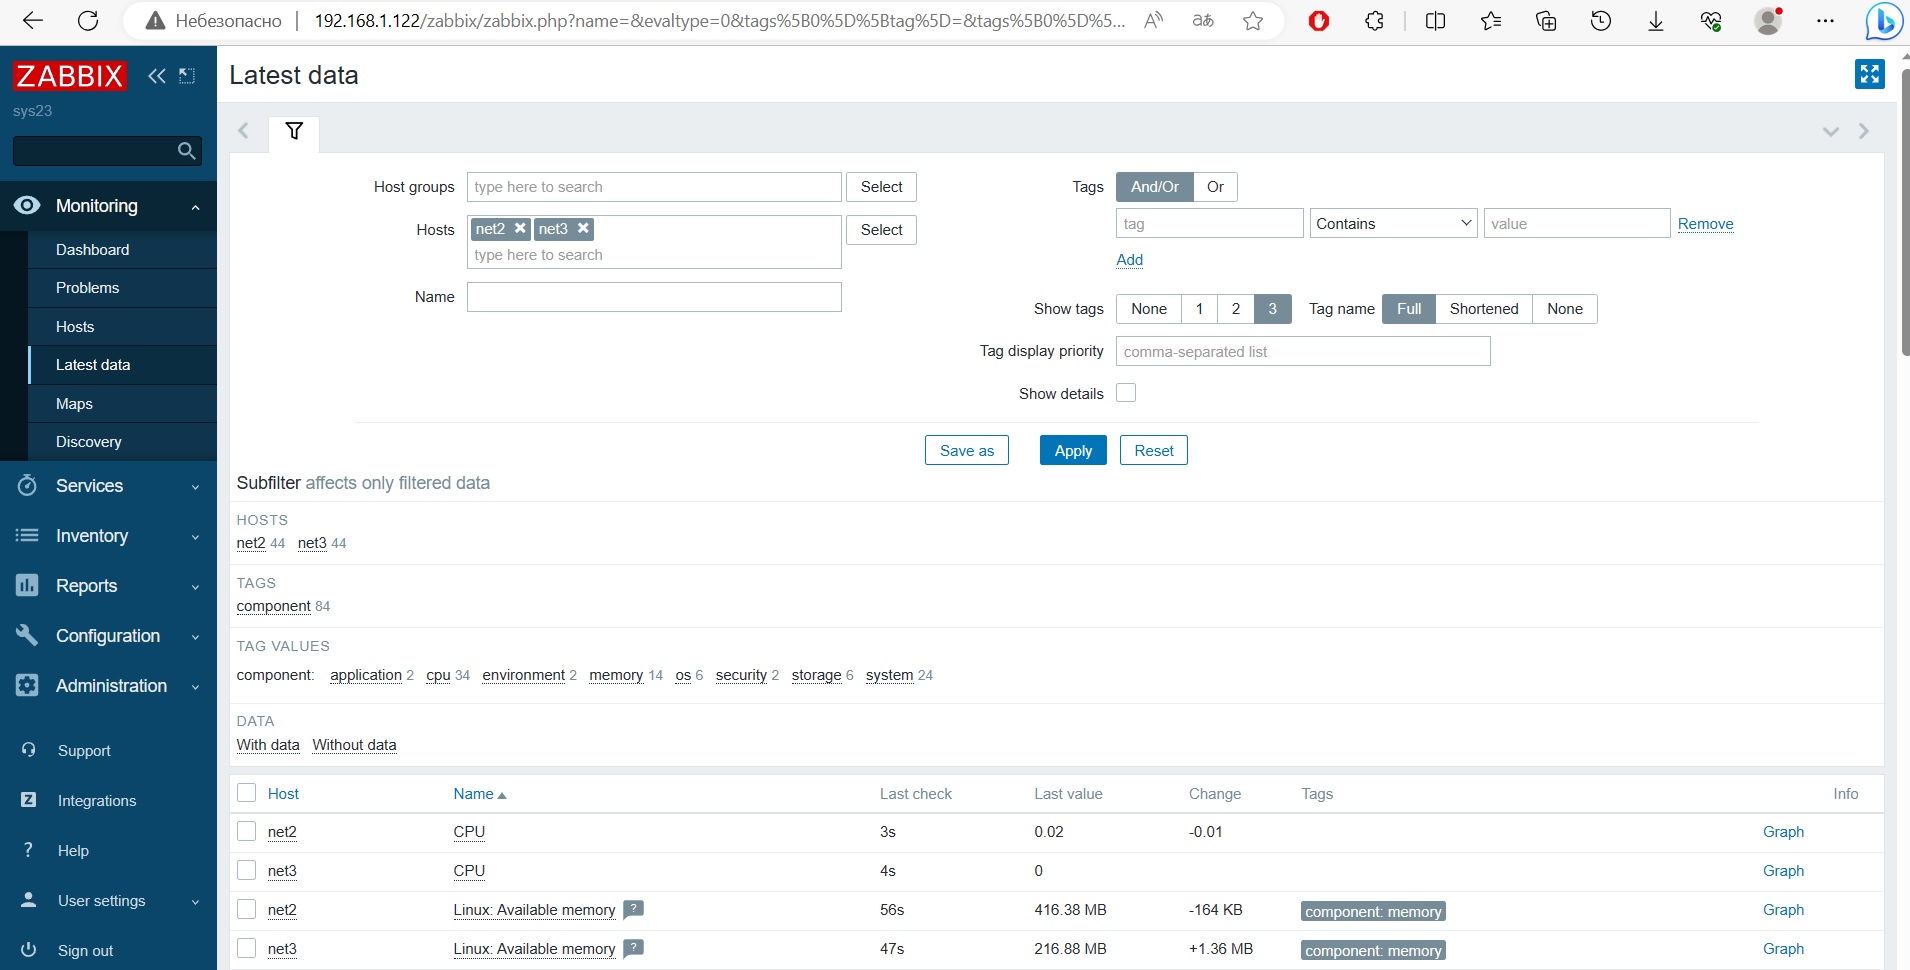 Небезопасно 192.168.1.122/zabbix/zabbix.php?name=&evaltype=0&tags%5B0%5D%5Btag%5D=&tags%5B0%5D%5...
ZABBIX
sys23
Monitoring
Dashboard
Problems
Hosts
Latest data
Maps
Discovery
Services
Inventory
Reports
Configuration
Administration
Support
Z Integrations
? Help
User settings
Sign out
Latest data
Host groups type here to search Select
Hosts net2 net3 Select
type here to search
Name
Tags And/Or Or
tag Contains value Remove
Add
Show tags None 1 2 3 Tag name Full Shortened None
Tag display priority comma-separated list
Show details
Save as Apply Reset
Subfilter affects only filtered data
HOSTS
net2 44 net3 44
TAGS
component 84
TAG VALUES
component: application 2 cpu 34 environment 2 memory 14 os 6 security 2 storage 6 system 24
DATA
With data Without data
Host Name Last check Last value Change Tags Info
net2 CPU 3s 0.02 -0.01 Graph
net3 CPU 4s 0 Graph
net2 Linux: Available memory ? 56s 416.38 MB -164 KB component: memory Graph
net3 Linux: Available memory ? 47s 216.88 MB +1.36 MB component: memory Graph